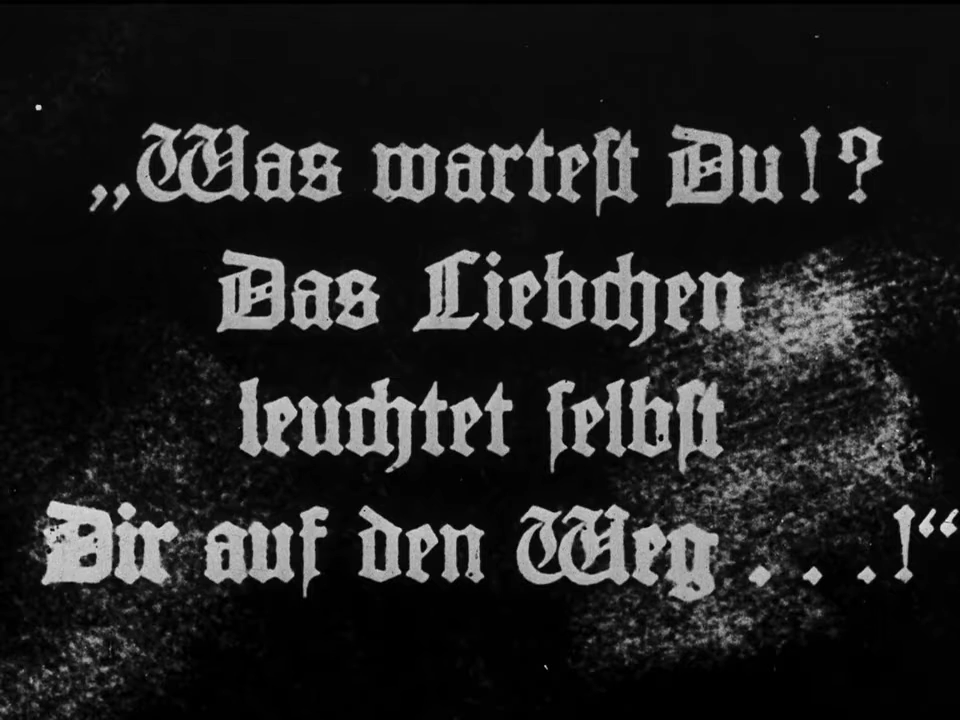 „Was wartest Du!?
Das Liebchen
leuchtet selbst
Dir auf den Weg . . .!“